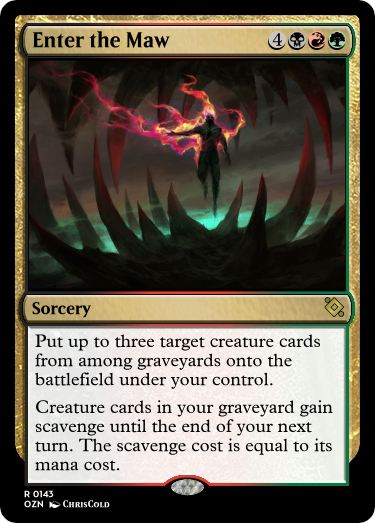 Enter the Maw 4
Sorcery
Put up to three target creature cards
from among graveyards onto the
battlefield under your control.
Creature cards in your graveyard gain
scavenge until the end of your next
turn. The scavenge cost is equal to its
mana cost.
R 0143
OZN ChrisCold